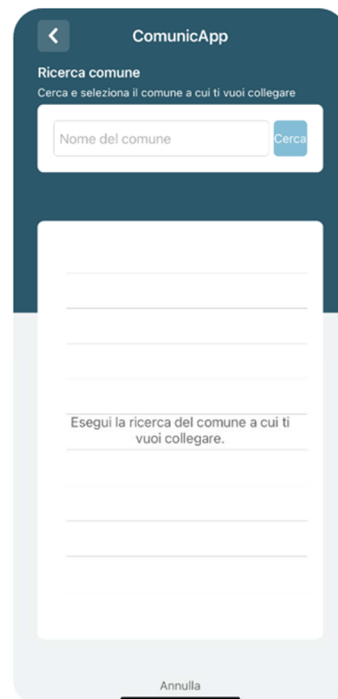 ComunicApp
Ricerca comune
Cerca e seleziona il comune a cui ti vuoi collegare
Nome del comune
Cerca
Esegui la ricerca del comune a cui ti
vuoi collegare.
Annulla